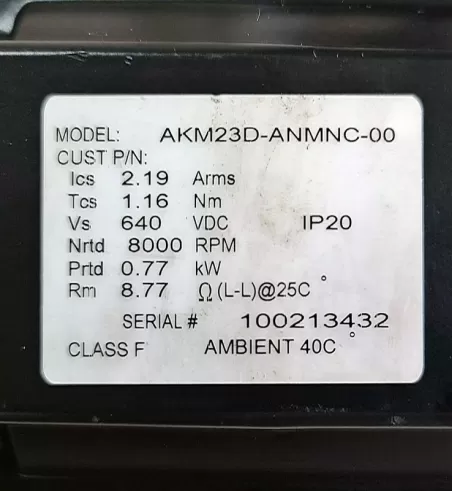 MODEL: AKM23D-ANMNC-00
CUST P/N:
Ics 2.19 Arms
Tcs 1.16 Nm
Vs 640 VDC IP20
Nrtd 8000 RPM
Prtd 0.77 kW
Rm 8.77 Ω (L-L)@25C°
SERIAL # 100213432
CLASS F AMBIENT 40C°